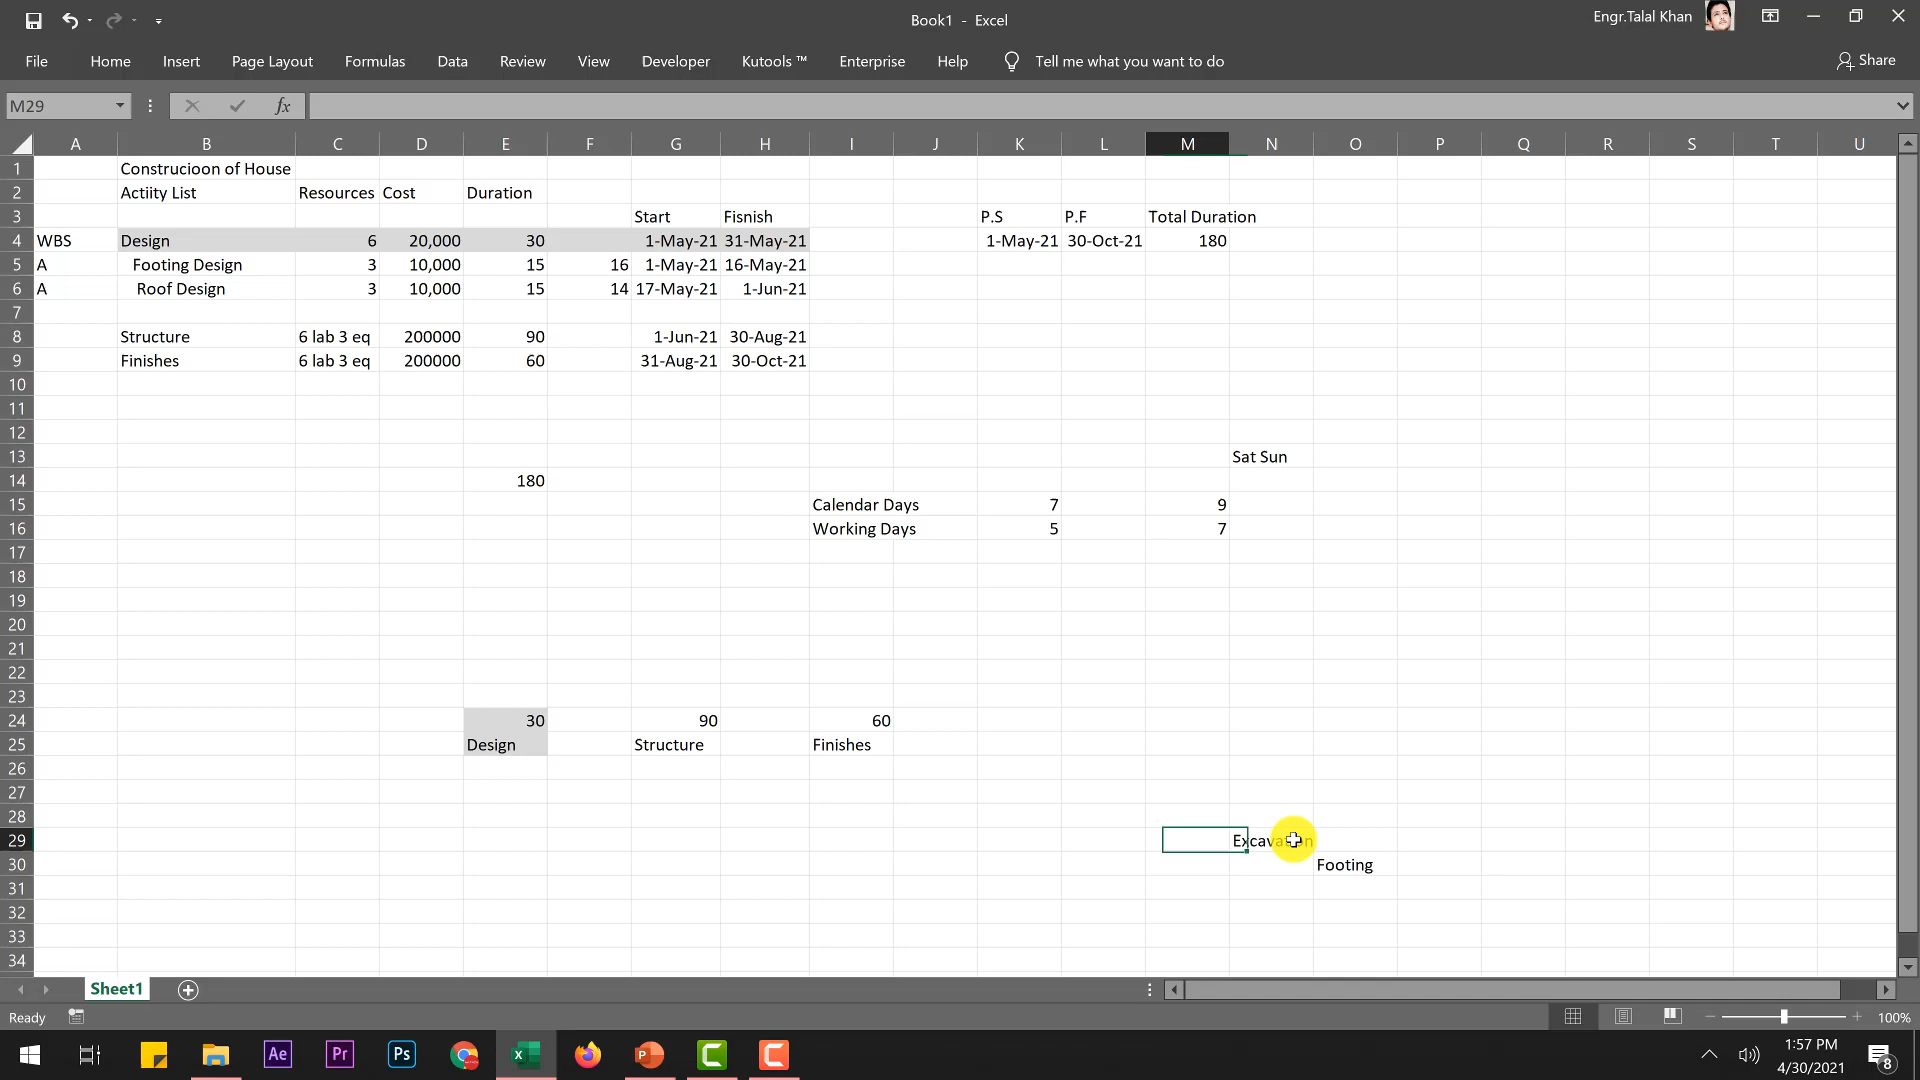 Book1 - Excel
Engr.Talal Khan
File Home Insert Page Layout Formulas Data Review View Developer Kutools ™ Enterprise Help Tell me what you want to do Share
M29 fx
A B C D E F G H I J K L M N O P Q R S T U
1 Construcioon of House
2 Actiity List Resources Cost Duration
3 Start Fisnish P.S P.F Total Duration
4 WBS Design 6 20,000 30 1-May-21 31-May-21 1-May-21 30-Oct-21 180
5 A Footing Design 3 10,000 15 16 1-May-21 16-May-21
6 A Roof Design 3 10,000 15 14 17-May-21 1-Jun-21
7
8 Structure 6 lab 3 eq 200000 90 1-Jun-21 30-Aug-21
9 Finishes 6 lab 3 eq 200000 60 31-Aug-21 30-Oct-21
10
11
12
13 Sat Sun
14 180
15 Calendar Days 7 9
16 Working Days 5 7
17
18
19
20
21
22
23
24 30 90 60
25 Design Structure Finishes
26
27
28
29 Excavation
30 Footing
31
32
33
34
Sheet1
Ready 100%
Ae Pr Ps
1:57 PM
4/30/2021
8